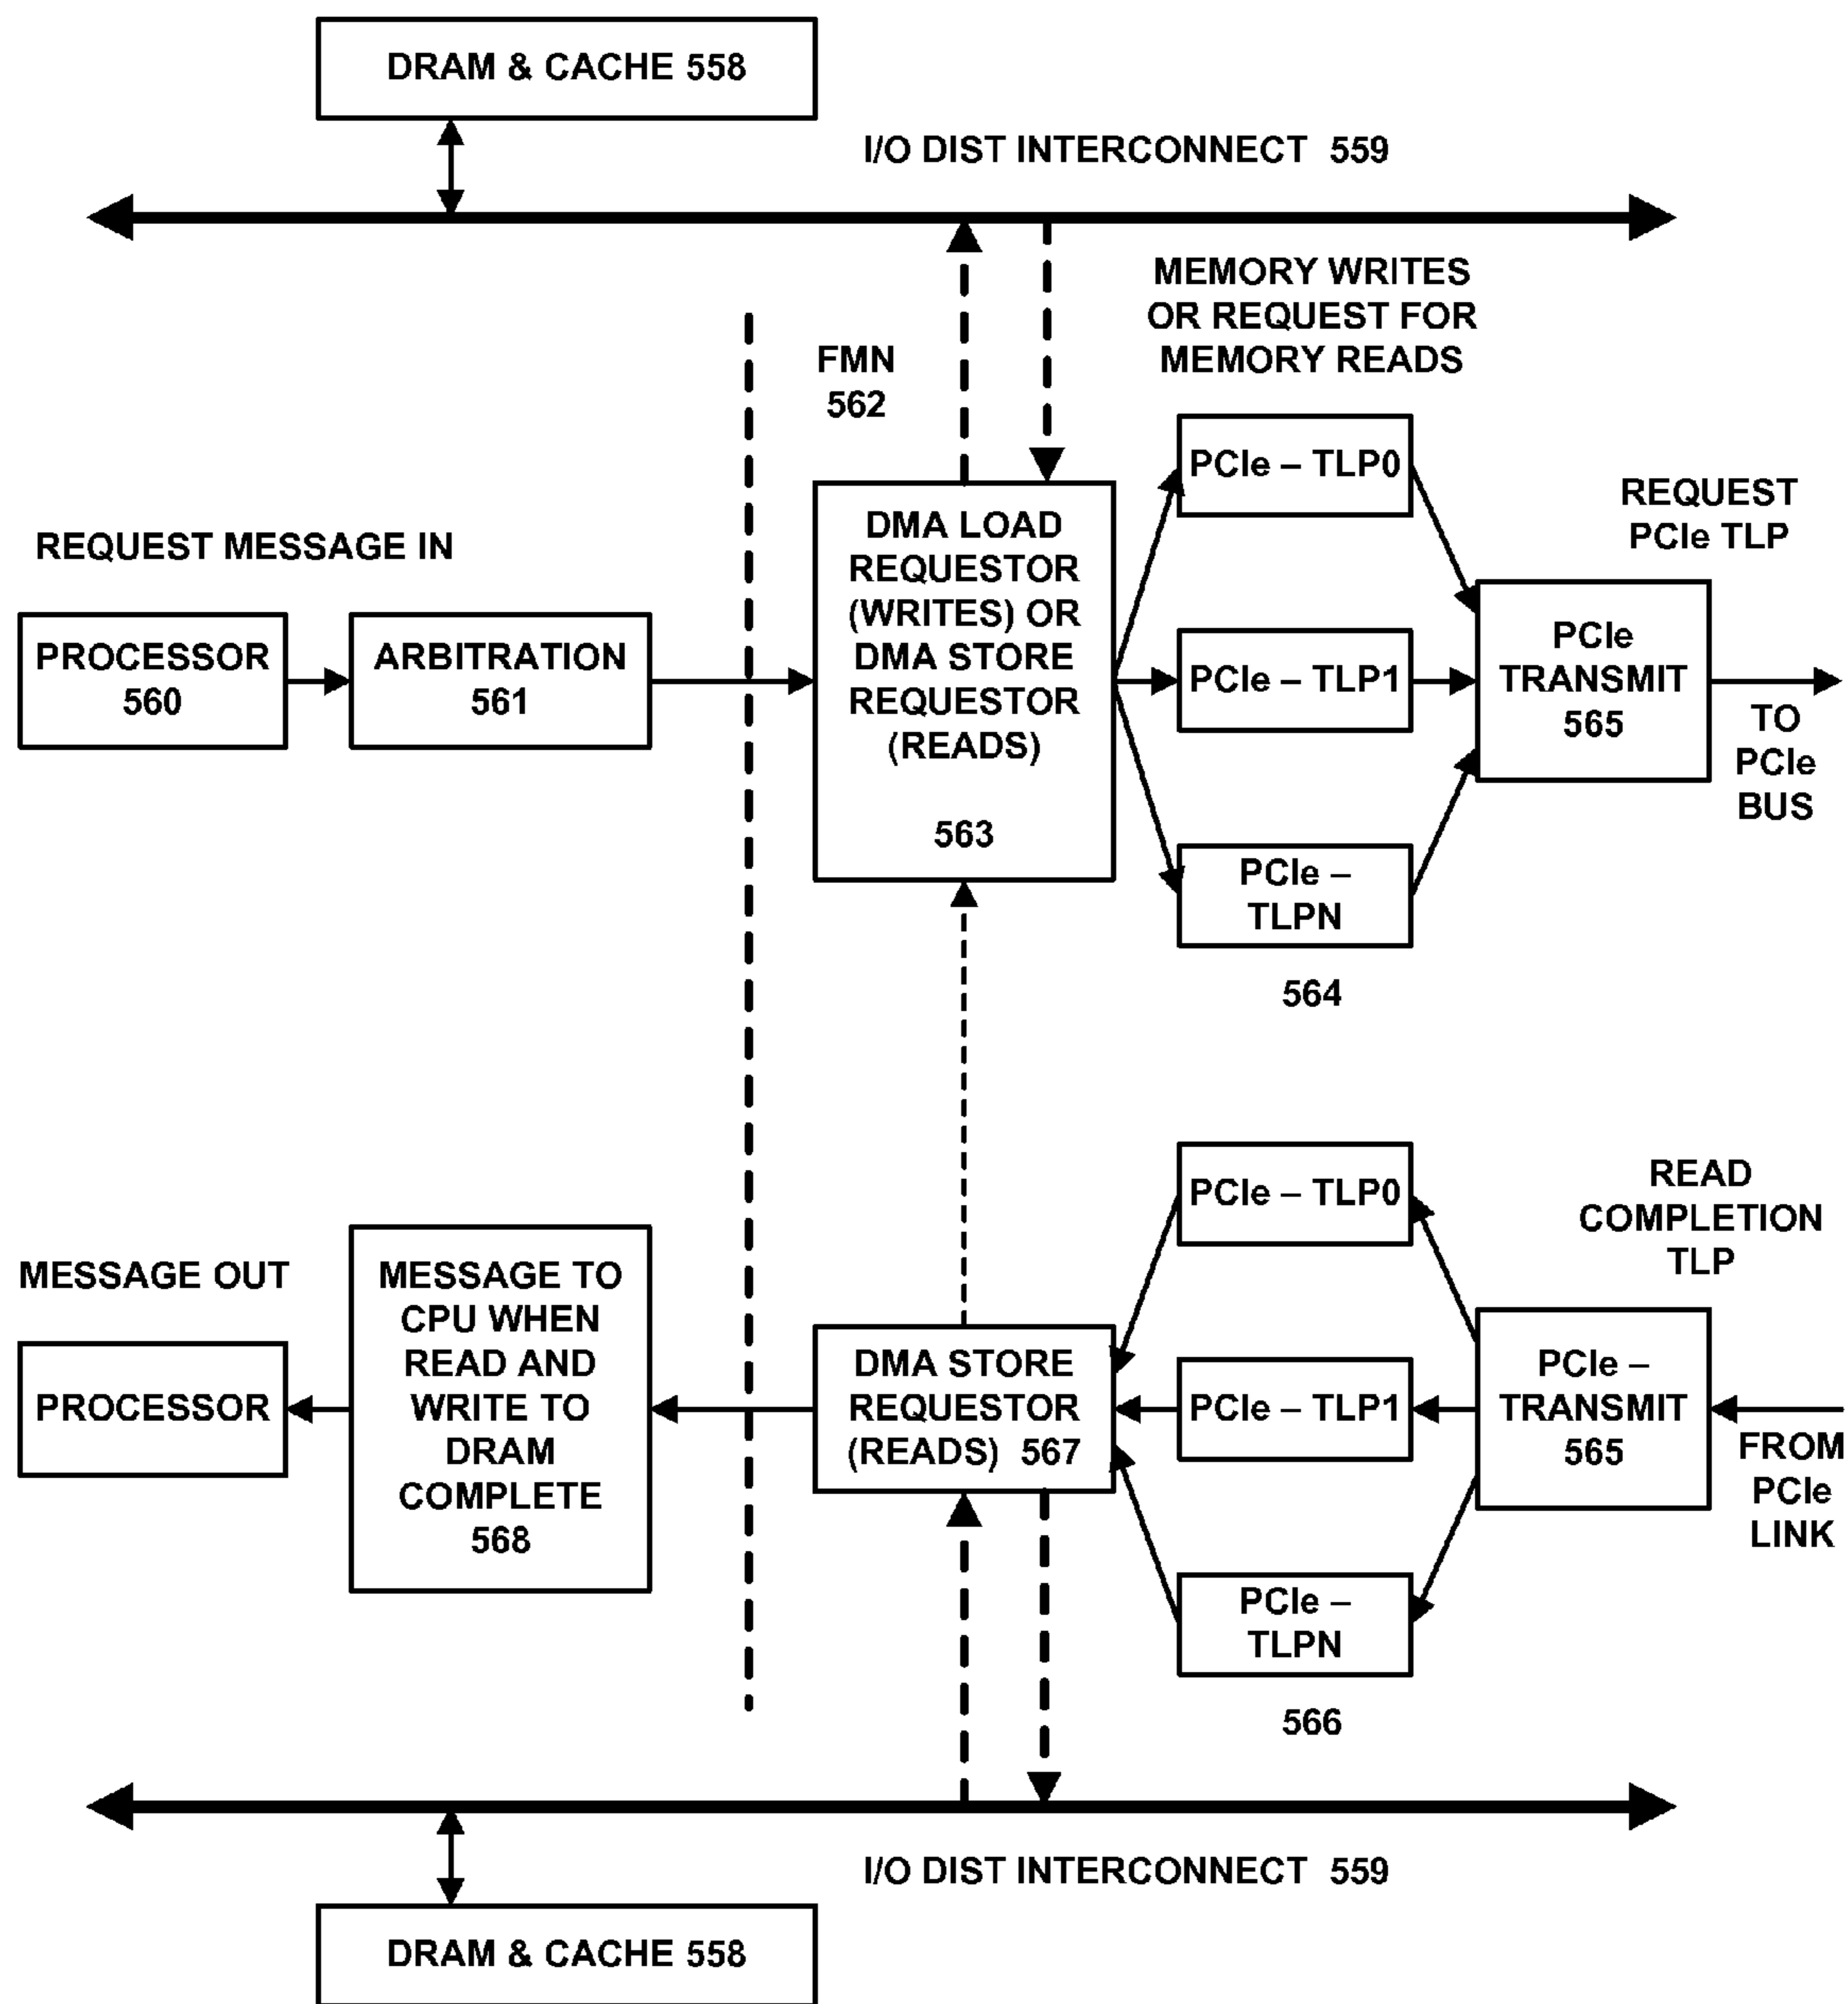 DRAM & CACHE 558
I/O DIST INTERCONNECT 559
MEMORY WRITES
OR REQUEST FOR
MEMORY READS
FMN
562
REQUEST MESSAGE IN
PROCESSOR
560
ARBITRATION
561
DMA LOAD
REQUESTOR
(WRITES) OR
DMA STORE
REQUESTOR
(READS)
563
PCIe – TLP0
PCIe – TLP1
PCIe –
TLPN
564
REQUEST
PCIe TLP
PCIe
TRANSMIT
565
TO
PCIe
BUS
MESSAGE OUT
PROCESSOR
MESSAGE TO
CPU WHEN
READ AND
WRITE TO
DRAM
COMPLETE
568
DMA STORE
REQUESTOR
(READS) 567
PCIe – TLP0
PCIe – TLP1
PCIe –
TLPN
566
READ
COMPLETION
TLP
PCIe –
TRANSMIT
565
FROM
PCIe
LINK
I/O DIST INTERCONNECT 559
DRAM & CACHE 558